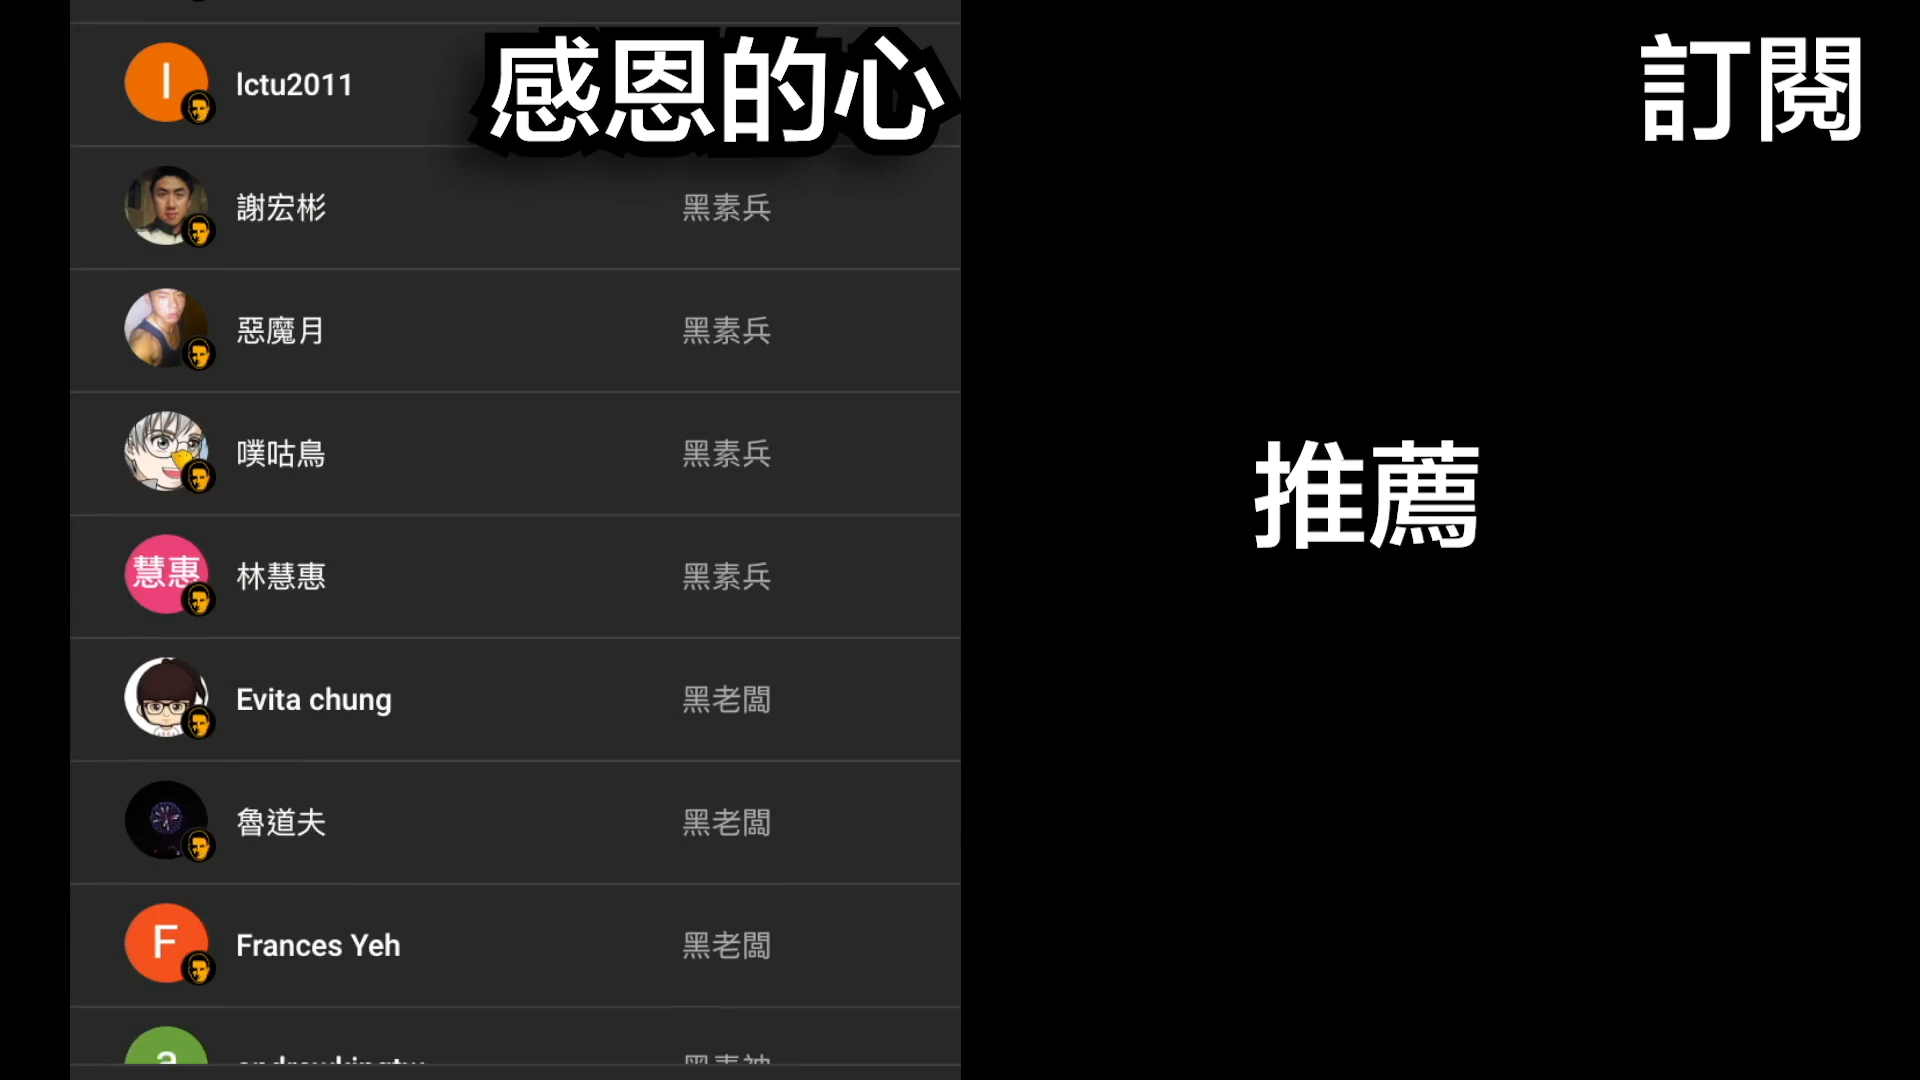 感恩的心
訂閱
lctu2011
謝宏彬 黑素兵
惡魔月 黑素兵
噗咕鳥 黑素兵
推薦
慧惠
林慧惠 黑素兵
Evita chung 黑老闆
魯道夫 黑老闆
F
Frances Yeh 黑老闆